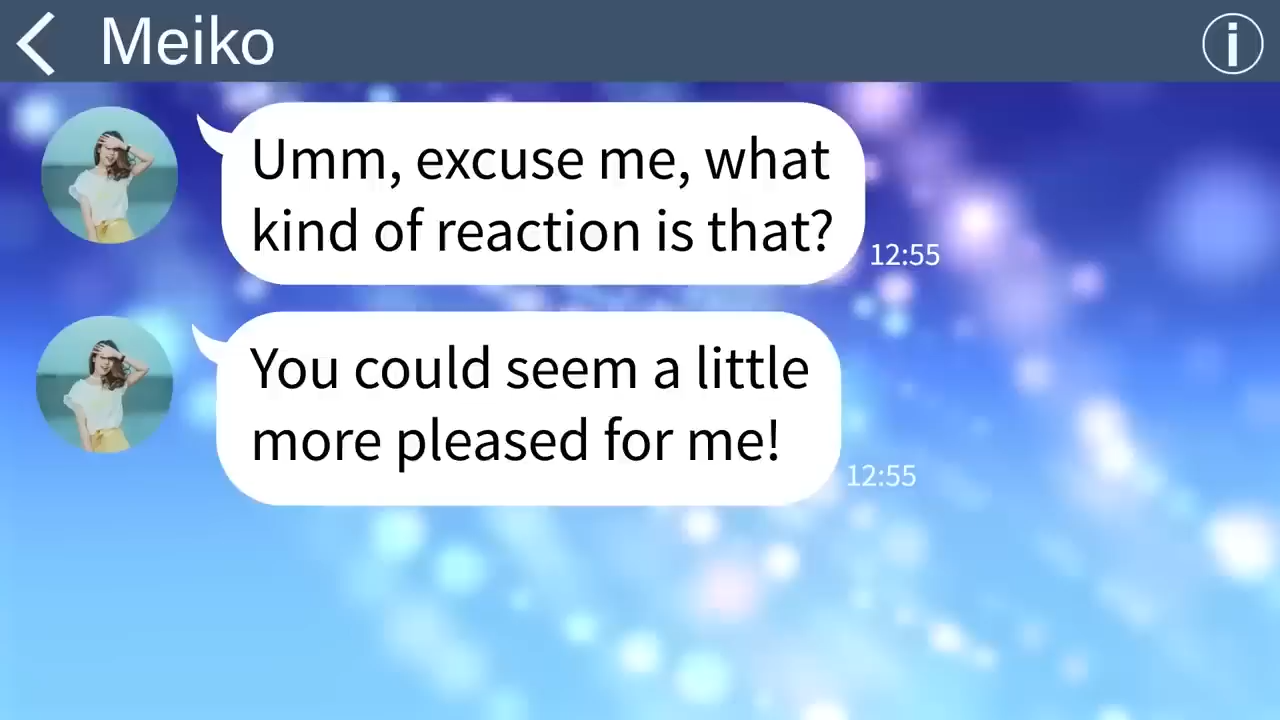 Meiko
Umm, excuse me, what
kind of reaction is that?
12:55
You could seem a little
more pleased for me!
12:55